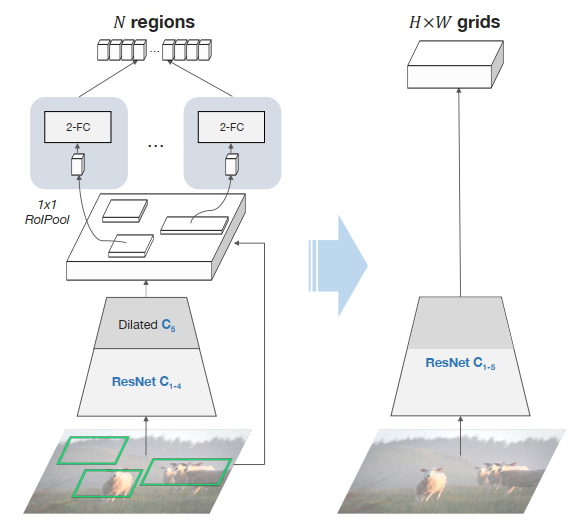 N regions
H×W grids
...
2-FC
...
2-FC
1x1
RoIPool
Dilated C5
ResNet C1-4
ResNet C1-5